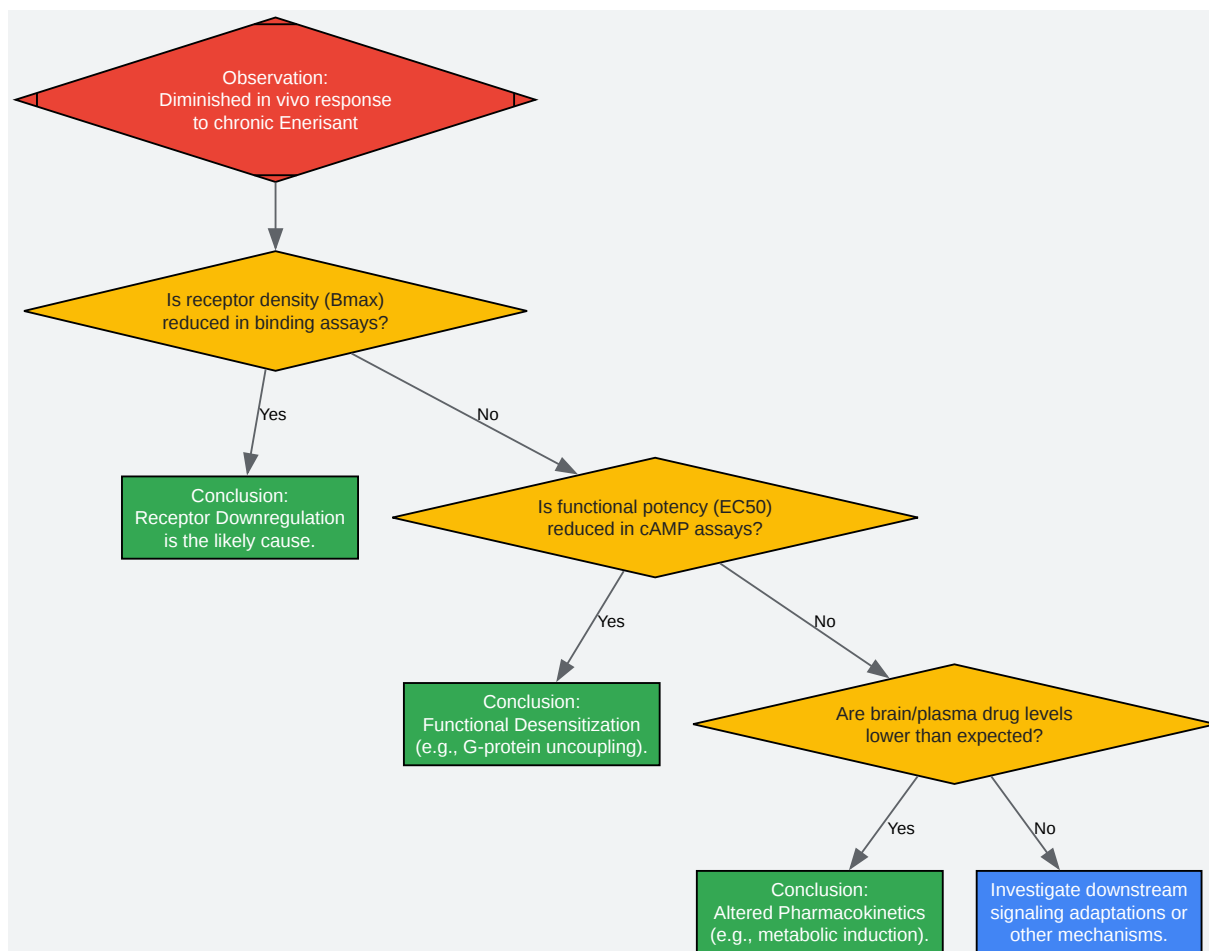 Observation:
Diminished in vivo response
to chronic Enerisant
Is receptor density (Bmax)
reduced in binding assays?
Yes
No
Conclusion:
Receptor Downregulation
is the likely cause.
Is functional potency (EC50)
reduced in cAMP assays?
Yes
No
Conclusion:
Functional Desensitization
(e.g., G-protein uncoupling).
Are brain/plasma drug levels
lower than expected?
Yes
No
Conclusion:
Altered Pharmacokinetics
(e.g., metabolic induction).
Investigate downstream
signaling adaptations or
other mechanisms.